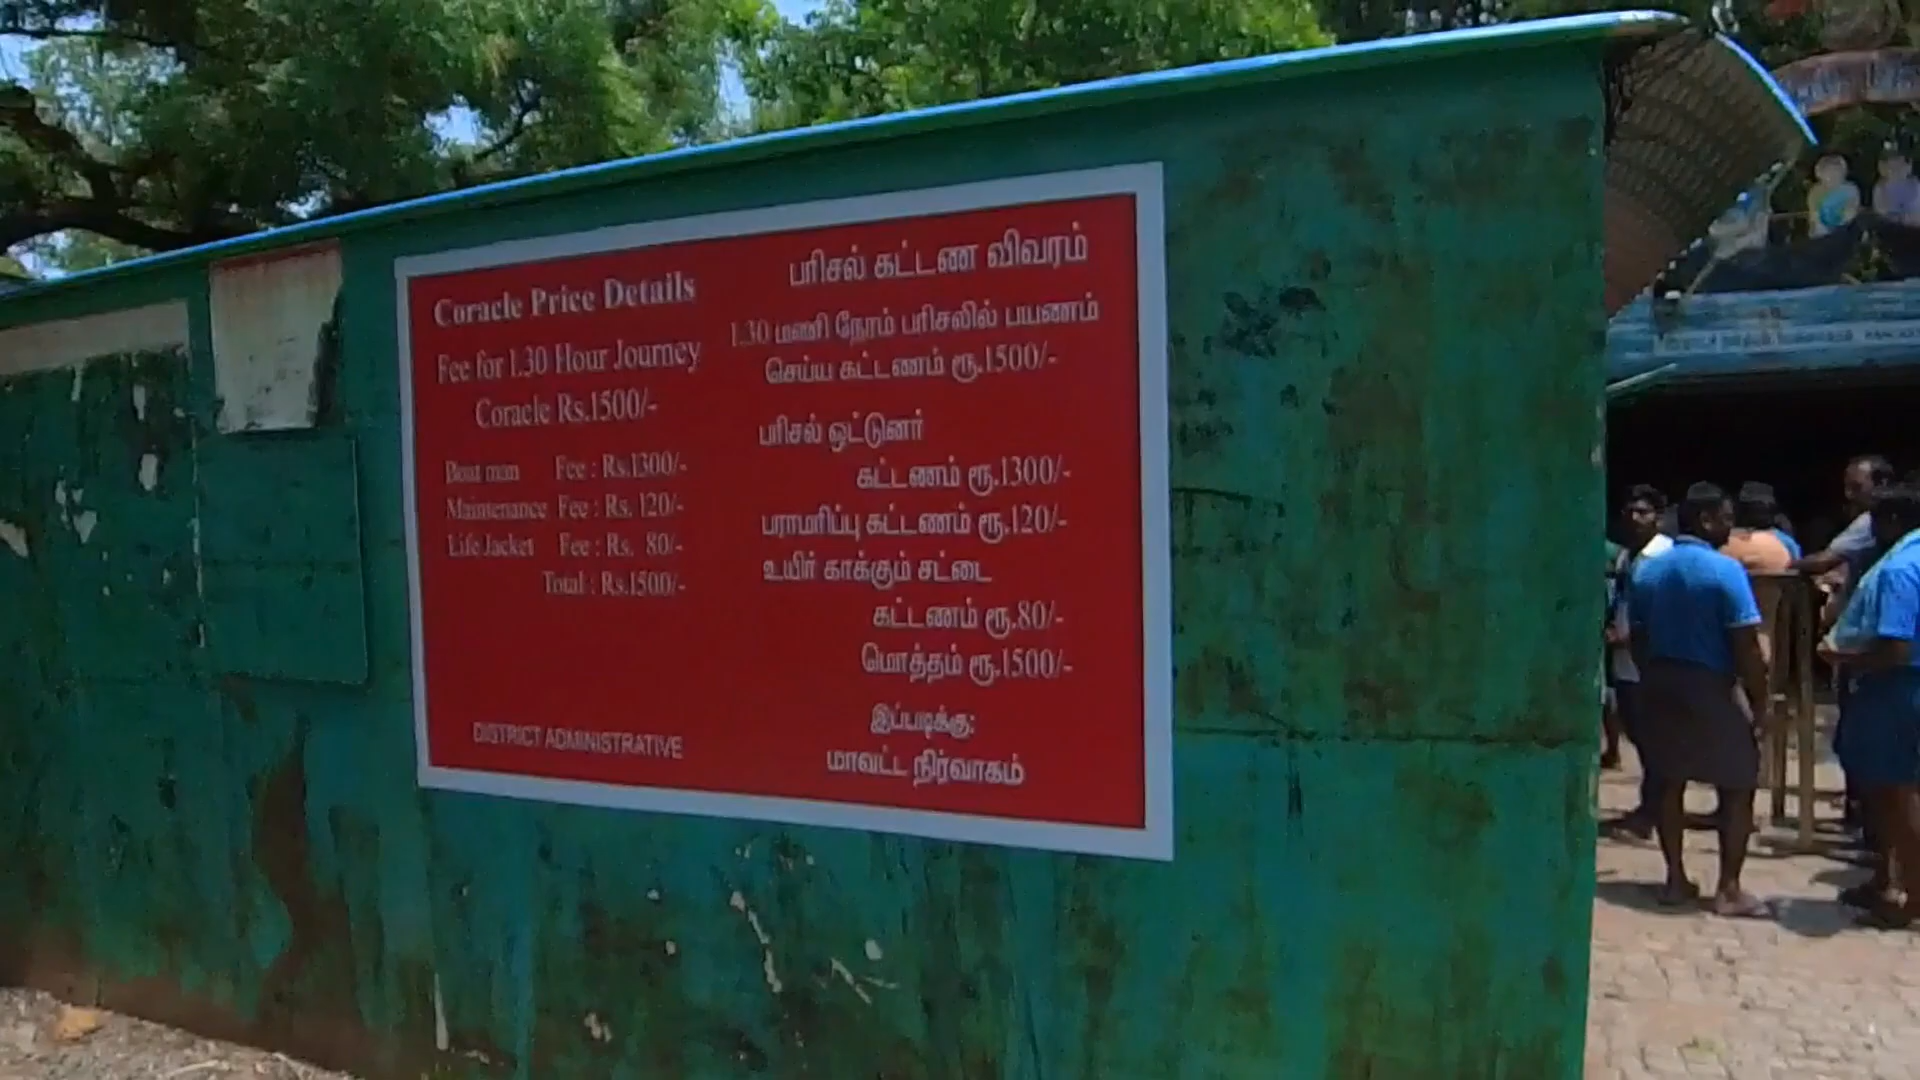 Coracle Price Details
Fee for 1.30 Hour Journey
Coracle Rs.1500/-
Boat man Fee : Rs.1300/-
Maintenance Fee : Rs. 120/-
Life Jacket Fee : Rs. 80/-
Total : Rs.1500/-
DISTRICT ADMINISTRATIVE
பரிசல் கட்டண விவரம்
1.30 மணி நேரம் பரிசலில் பயணம்
செய்ய கட்டணம் ரூ.1500/-
பரிசல் ஒட்டுனர்
கட்டணம் ரூ.1300/-
பராமரிப்பு கட்டணம் ரூ.120/-
உயிர் காக்கும் சட்டை
கட்டணம் ரூ.80/-
மொத்தம் ரூ.1500/-
இப்படிக்கு:
மாவட்ட நிர்வாகம்